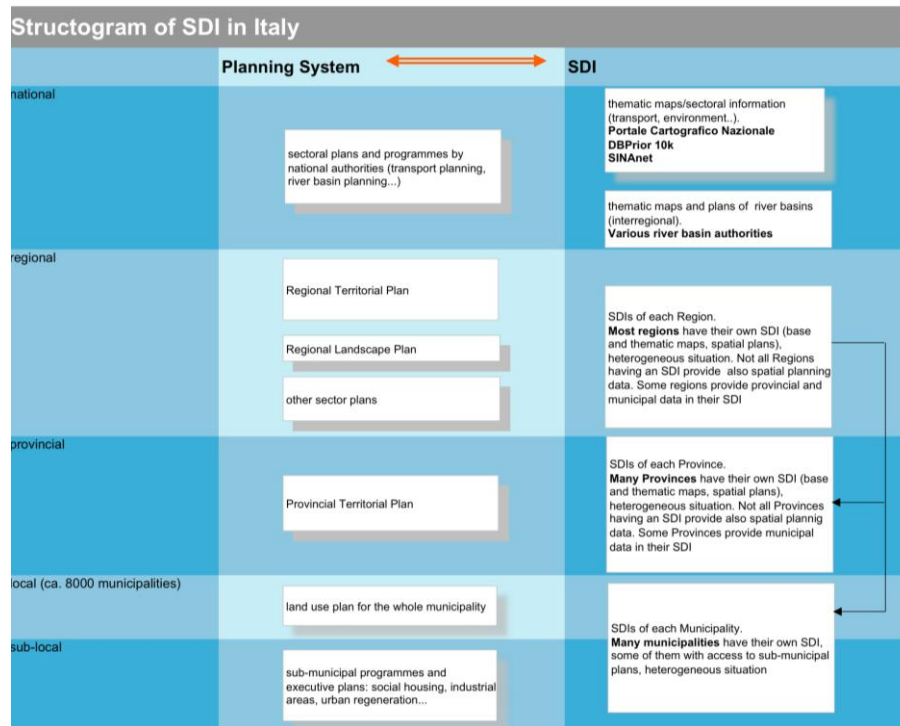 Structogram of SDI in Italy
Planning System
SDI
national
sectoral plans and programmes by
national authorities (transport planning,
river basin planning...)
thematic maps/sectoral information
(transport, environment..).
Portale Cartografico Nazionale
DBPrior 10k
SINAnet
thematic maps and plans of river basins
(interregional).
Various river basin authorities
regional
Regional Territorial Plan
Regional Landscape Plan
other sector plans
SDIs of each Region.
Most regions have their own SDI (base
and thematic maps, spatial plans),
heterogeneous situation. Not all Regions
having an SDI provide also spatial planning
data. Some regions provide provincial and
municipal data in their SDI
provincial
Provincial Territorial Plan
SDIs of each Province.
Many Provinces have their own SDI (base
and thematic maps, spatial plans),
heterogeneous situation. Not all Provinces
having an SDI provide also spatial plannig
data. Some Provinces provide municipal
data in their SDI
local (ca. 8000 municipalities)
land use plan for the whole municipality
SDIs of each Municipality.
Many municipalities have their own SDI,
some of them with access to sub-municipal
plans, heterogeneous situation
sub-local
sub-municipal programmes and
executive plans: social housing, industrial
areas, urban regeneration...